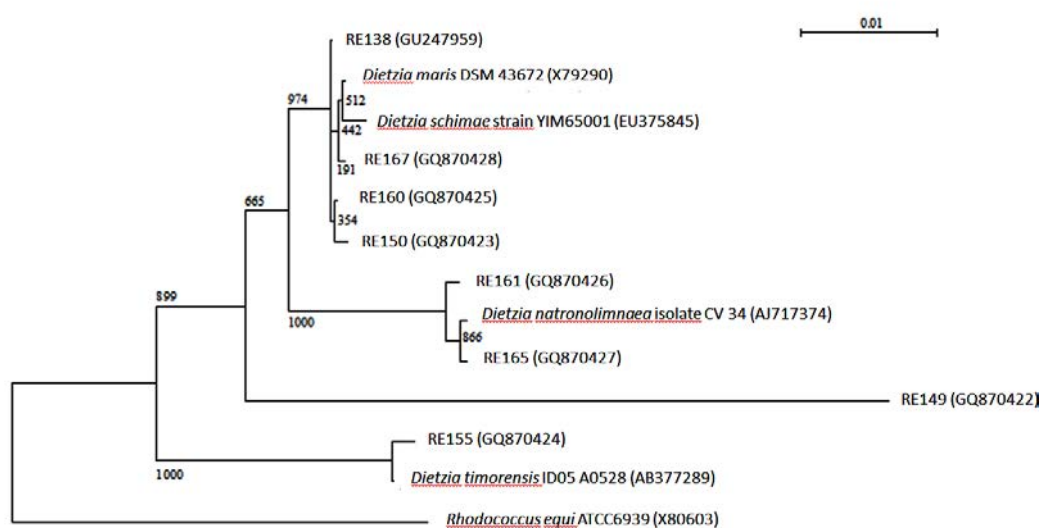 0.01
RE138 (GU247959)
Dietzia maris DSM 43672 (X79290)
974
512
Dietzia schimae strain YIM65001 (EU375845)
442
RE167 (GQ870428)
191
RE160 (GQ870425)
665
354
RE150 (GQ870423)
RE161 (GQ870426)
899
Dietzia natronolimnaea isolate CV 34 (AJ717374)
1000
866
RE165 (GQ870427)
RE149 (GQ870422)
RE155 (GQ870424)
1000
Dietzia timorensis ID05 A0528 (AB377289)
Rhodococcus equi ATCC6939 (X80603)